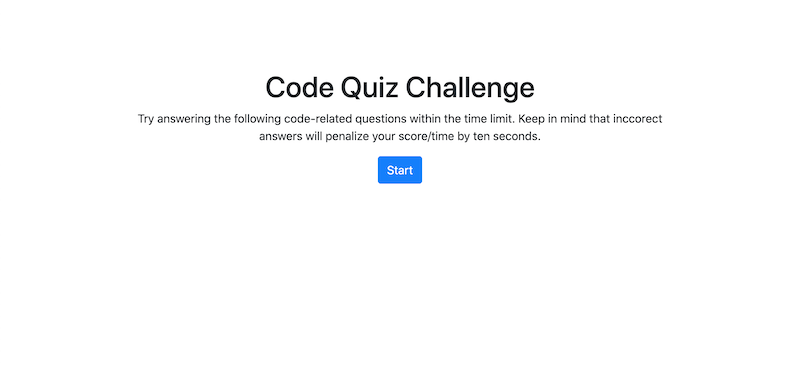 Code Quiz Challenge
Try answering the following code-related questions within the time limit. Keep in mind that inccorect
answers will penalize your score/time by ten seconds.
Start